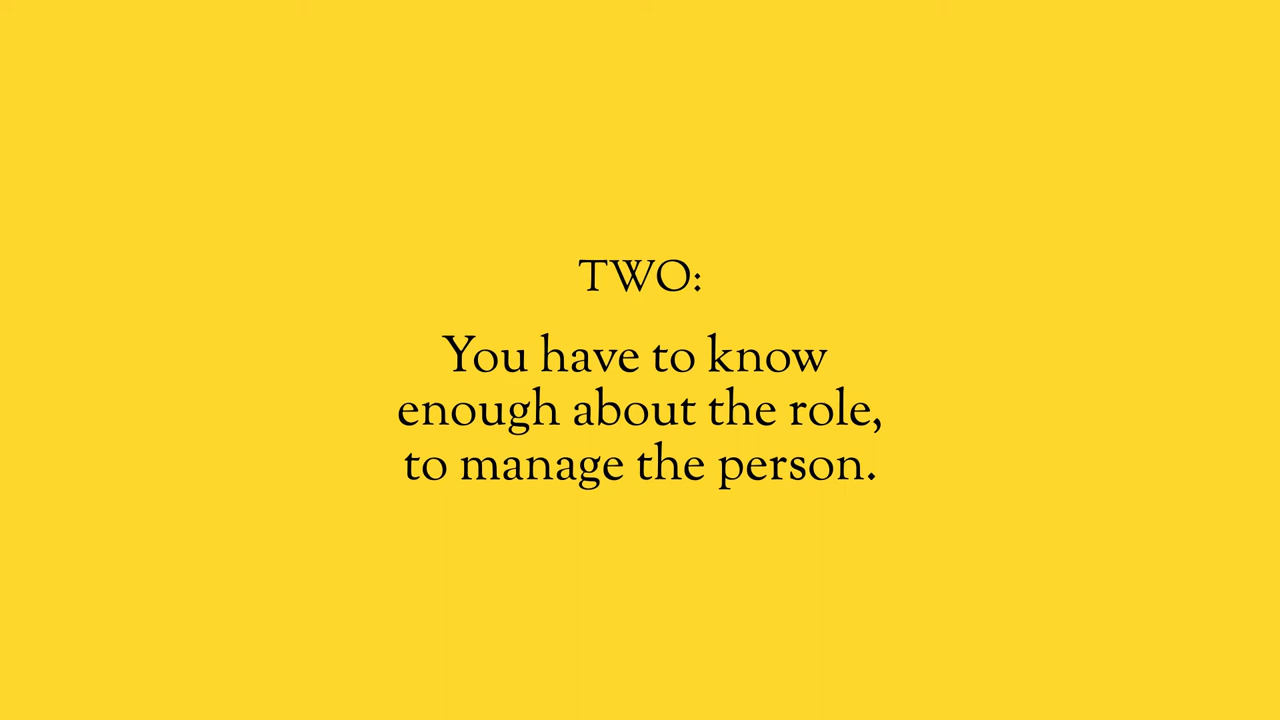 TWO:
You have to know
enough about the role,
to manage the person.